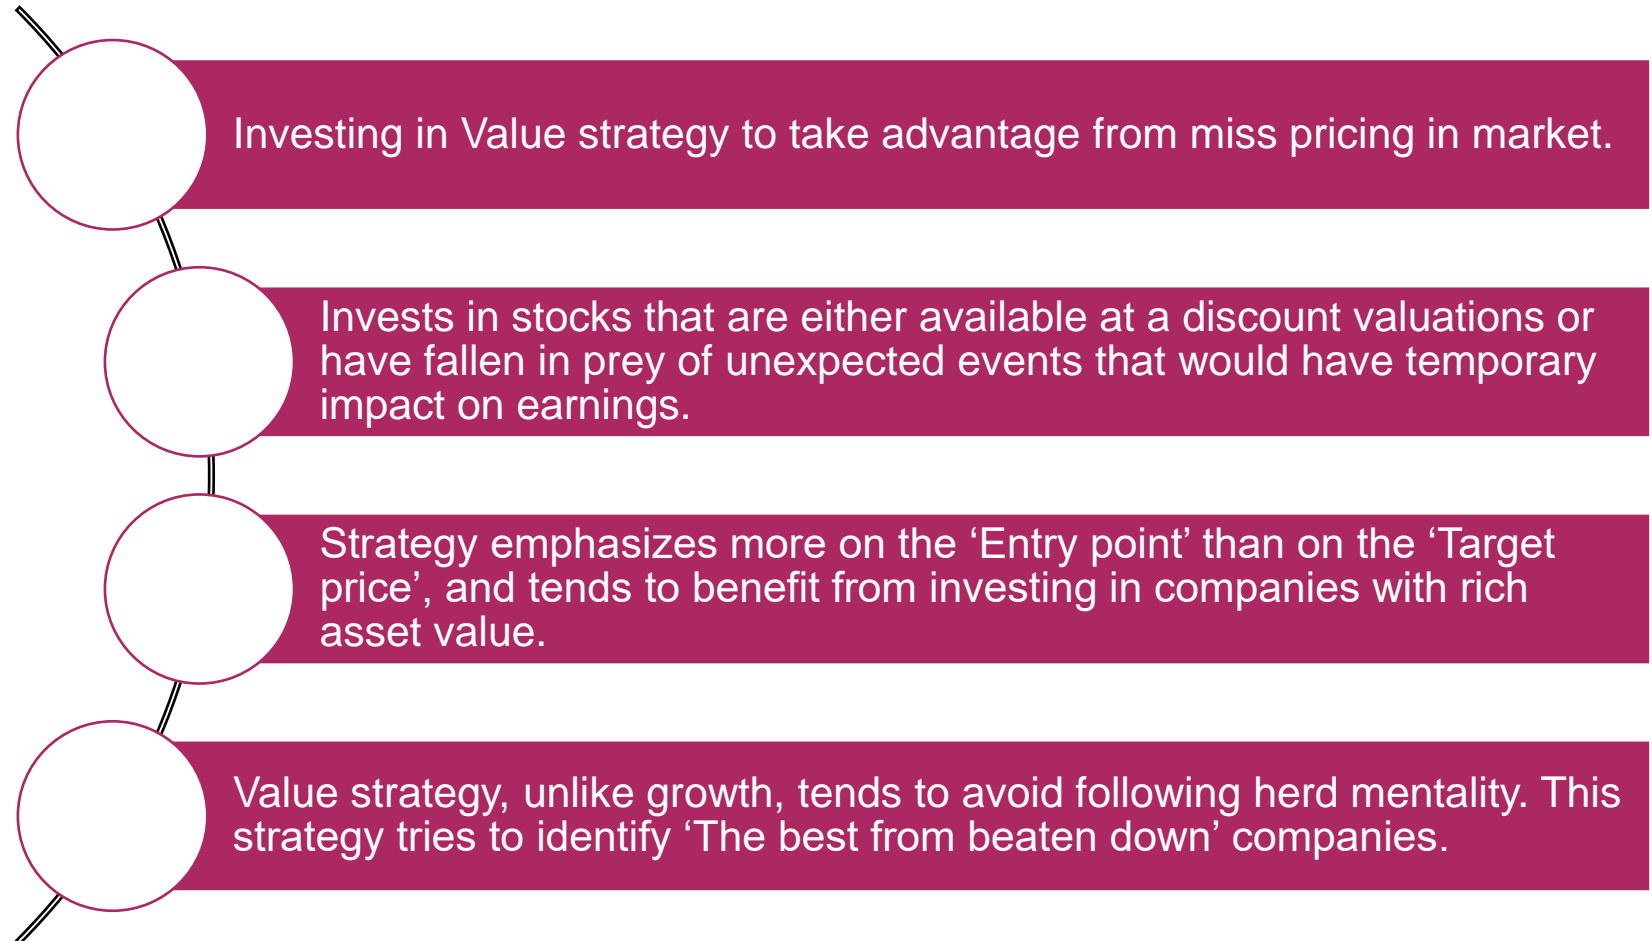 Investing in Value strategy to take advantage from miss pricing in market.
Invests in stocks that are either available at a discount valuations or
have fallen in prey of unexpected events that would have temporary
impact on earnings.
Strategy emphasizes more on the ‘Entry point’ than on the ‘Target
price’, and tends to benefit from investing in companies with rich
asset value.
Value strategy, unlike growth, tends to avoid following herd mentality. This
strategy tries to identify ‘The best from beaten down’ companies.